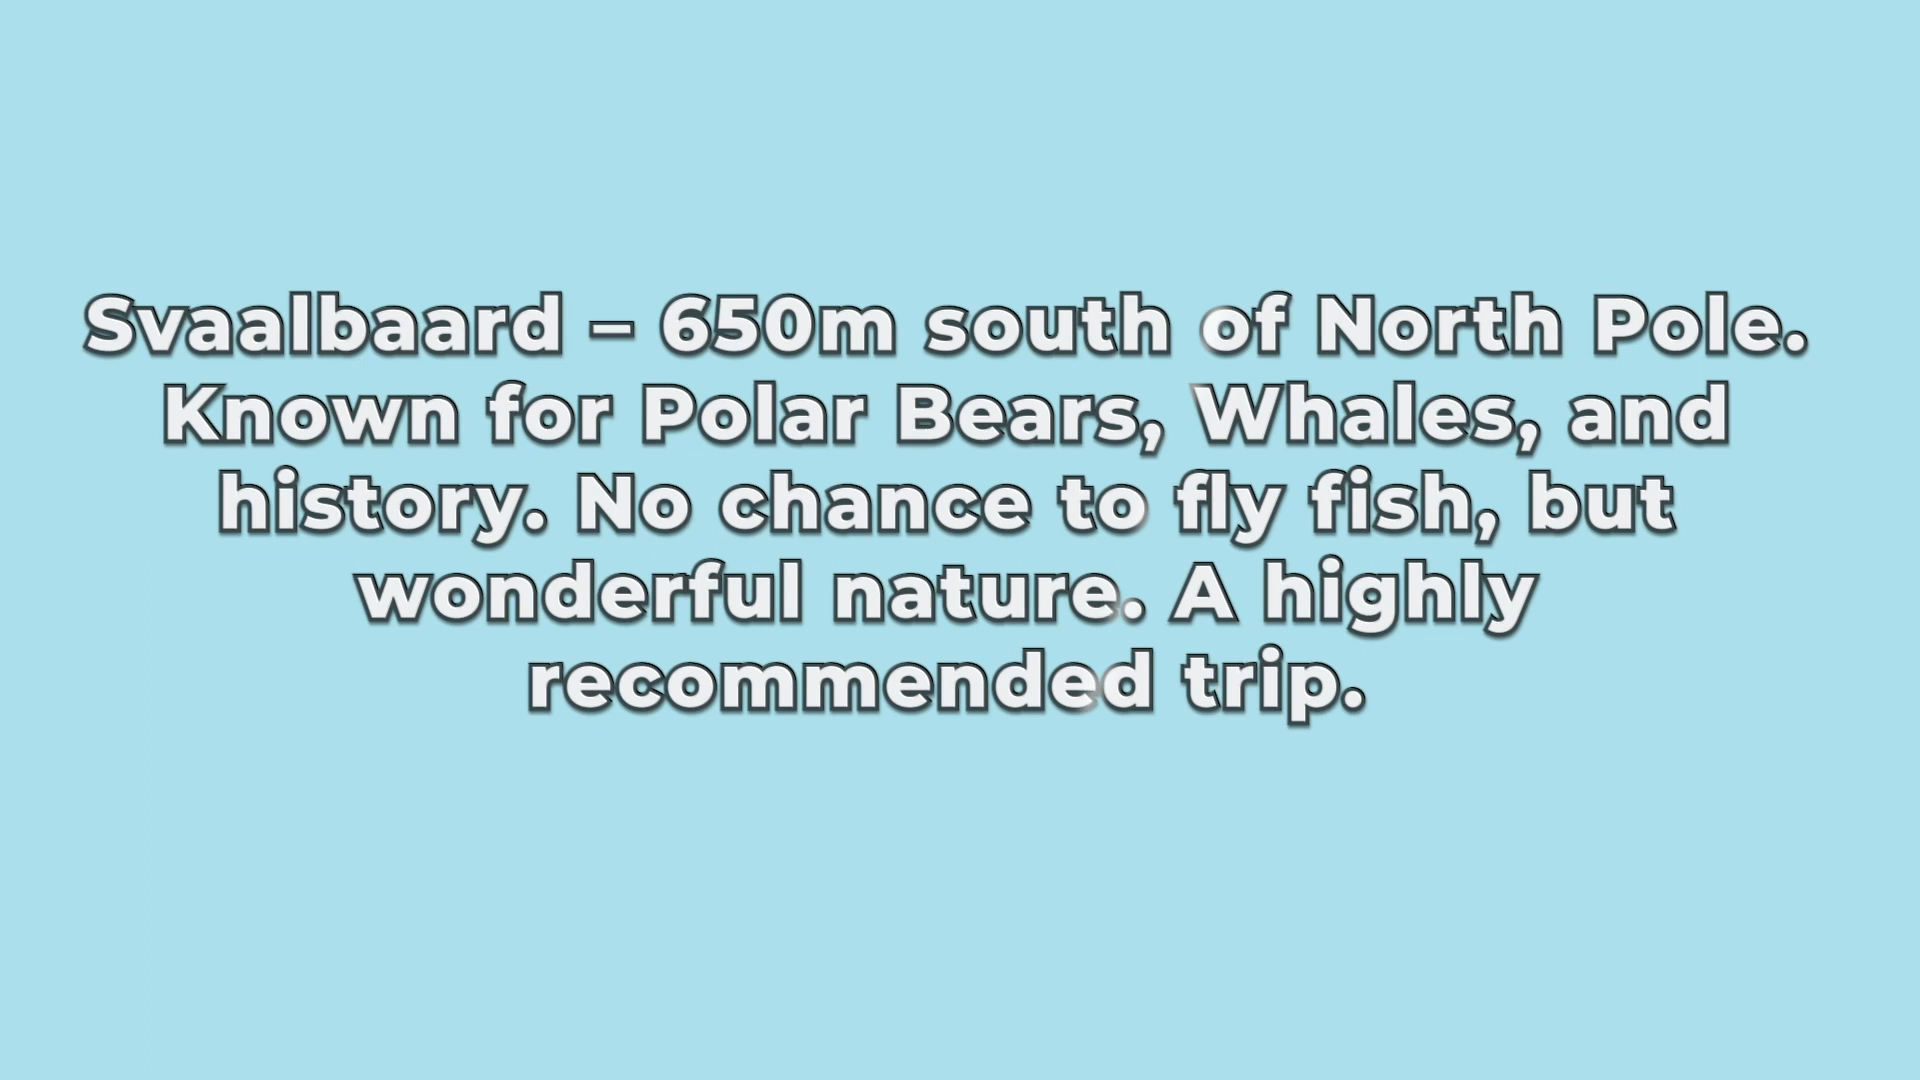 Svaalbaard – 650m south of North Pole.
Known for Polar Bears, Whales, and
history. No chance to fly fish, but
wonderful nature. A highly
recommended trip.